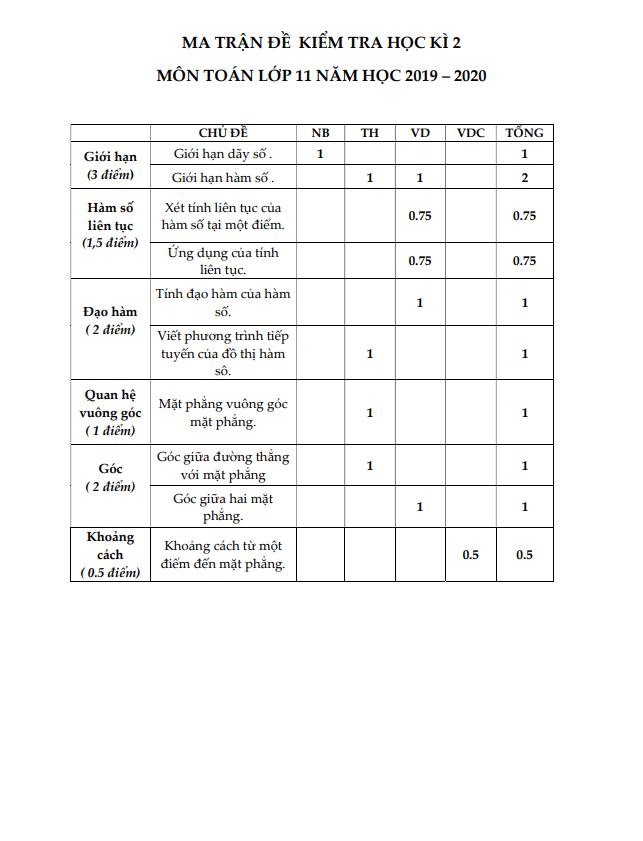 MA TRẬN ĐỀ KIỂM TRA HỌC KÌ 2
MÔN TOÁN LỚP 11 NĂM HỌC 2019 – 2020
CHỦ ĐỀ NB TH VD VDC TỔNG
Giới hạn
(3 điểm)
Giới hạn dãy số . 1 1
Giới hạn hàm số . 1 1 2
Hàm số
liên tục
(1,5 điểm)
Xét tính liên tục của
hàm số tại một điểm.
0.75 0.75
Ứng dụng của tính
liên tục.
0.75 0.75
Đạo hàm
( 2 điểm)
Tính đạo hàm của hàm
số.
1 1
Viết phương trình tiếp
tuyến của đồ thị hàm
sô.
1 1
Quan hệ
vuông góc
( 1 điểm)
Mặt phẳng vuông góc
mặt phẳng.
1 1
Góc
( 2 điểm)
Góc giữa đường thẳng
với mặt phẳng
1 1
Góc giữa hai mặt
phẳng.
1 1
Khoảng
cách
( 0.5 điểm)
Khoảng cách từ một
điểm đến mặt phẳng.
0.5 0.5